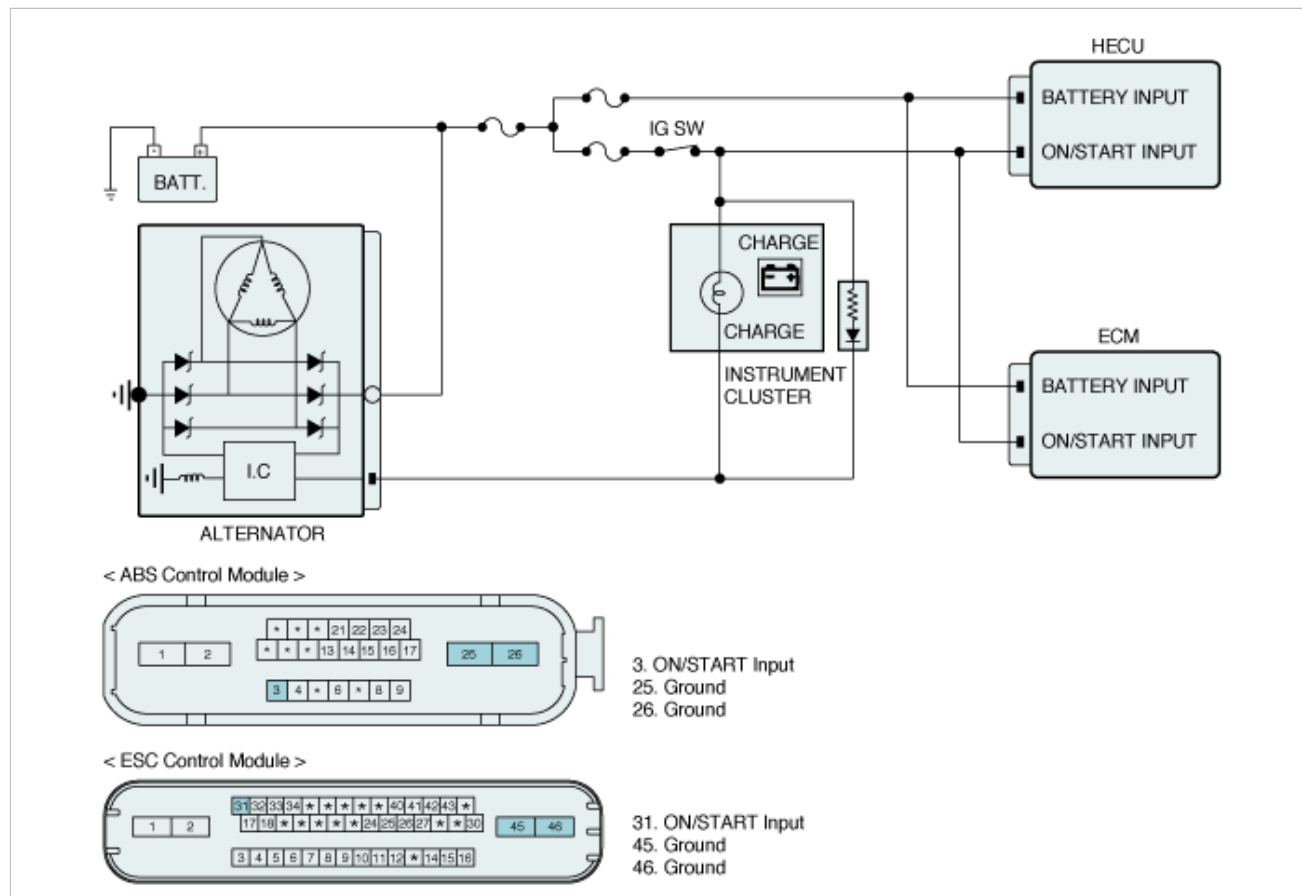 HECU
BATTERY INPUT
IG SW
ON/START INPUT
- +
BATT.
CHARGE
- +
CHARGE
INSTRUMENT
CLUSTER
ECM
BATTERY INPUT
ON/START INPUT
I.C
ALTERNATOR
< ABS Control Module >
* * * 21 22 23 24
* * * 13 14 15 16 17
1 2
25 26
3 4 * 6 * 8 9
3. ON/START Input
25. Ground
26. Ground
< ESC Control Module >
31 32 33 34 * * * * * 40 41 42 43 *
17 18 * * * * * 24 25 26 27 * * 30
1 2
45 46
3 4 5 6 7 8 9 10 11 12 * 14 15 16
31. ON/START Input
45. Ground
46. Ground